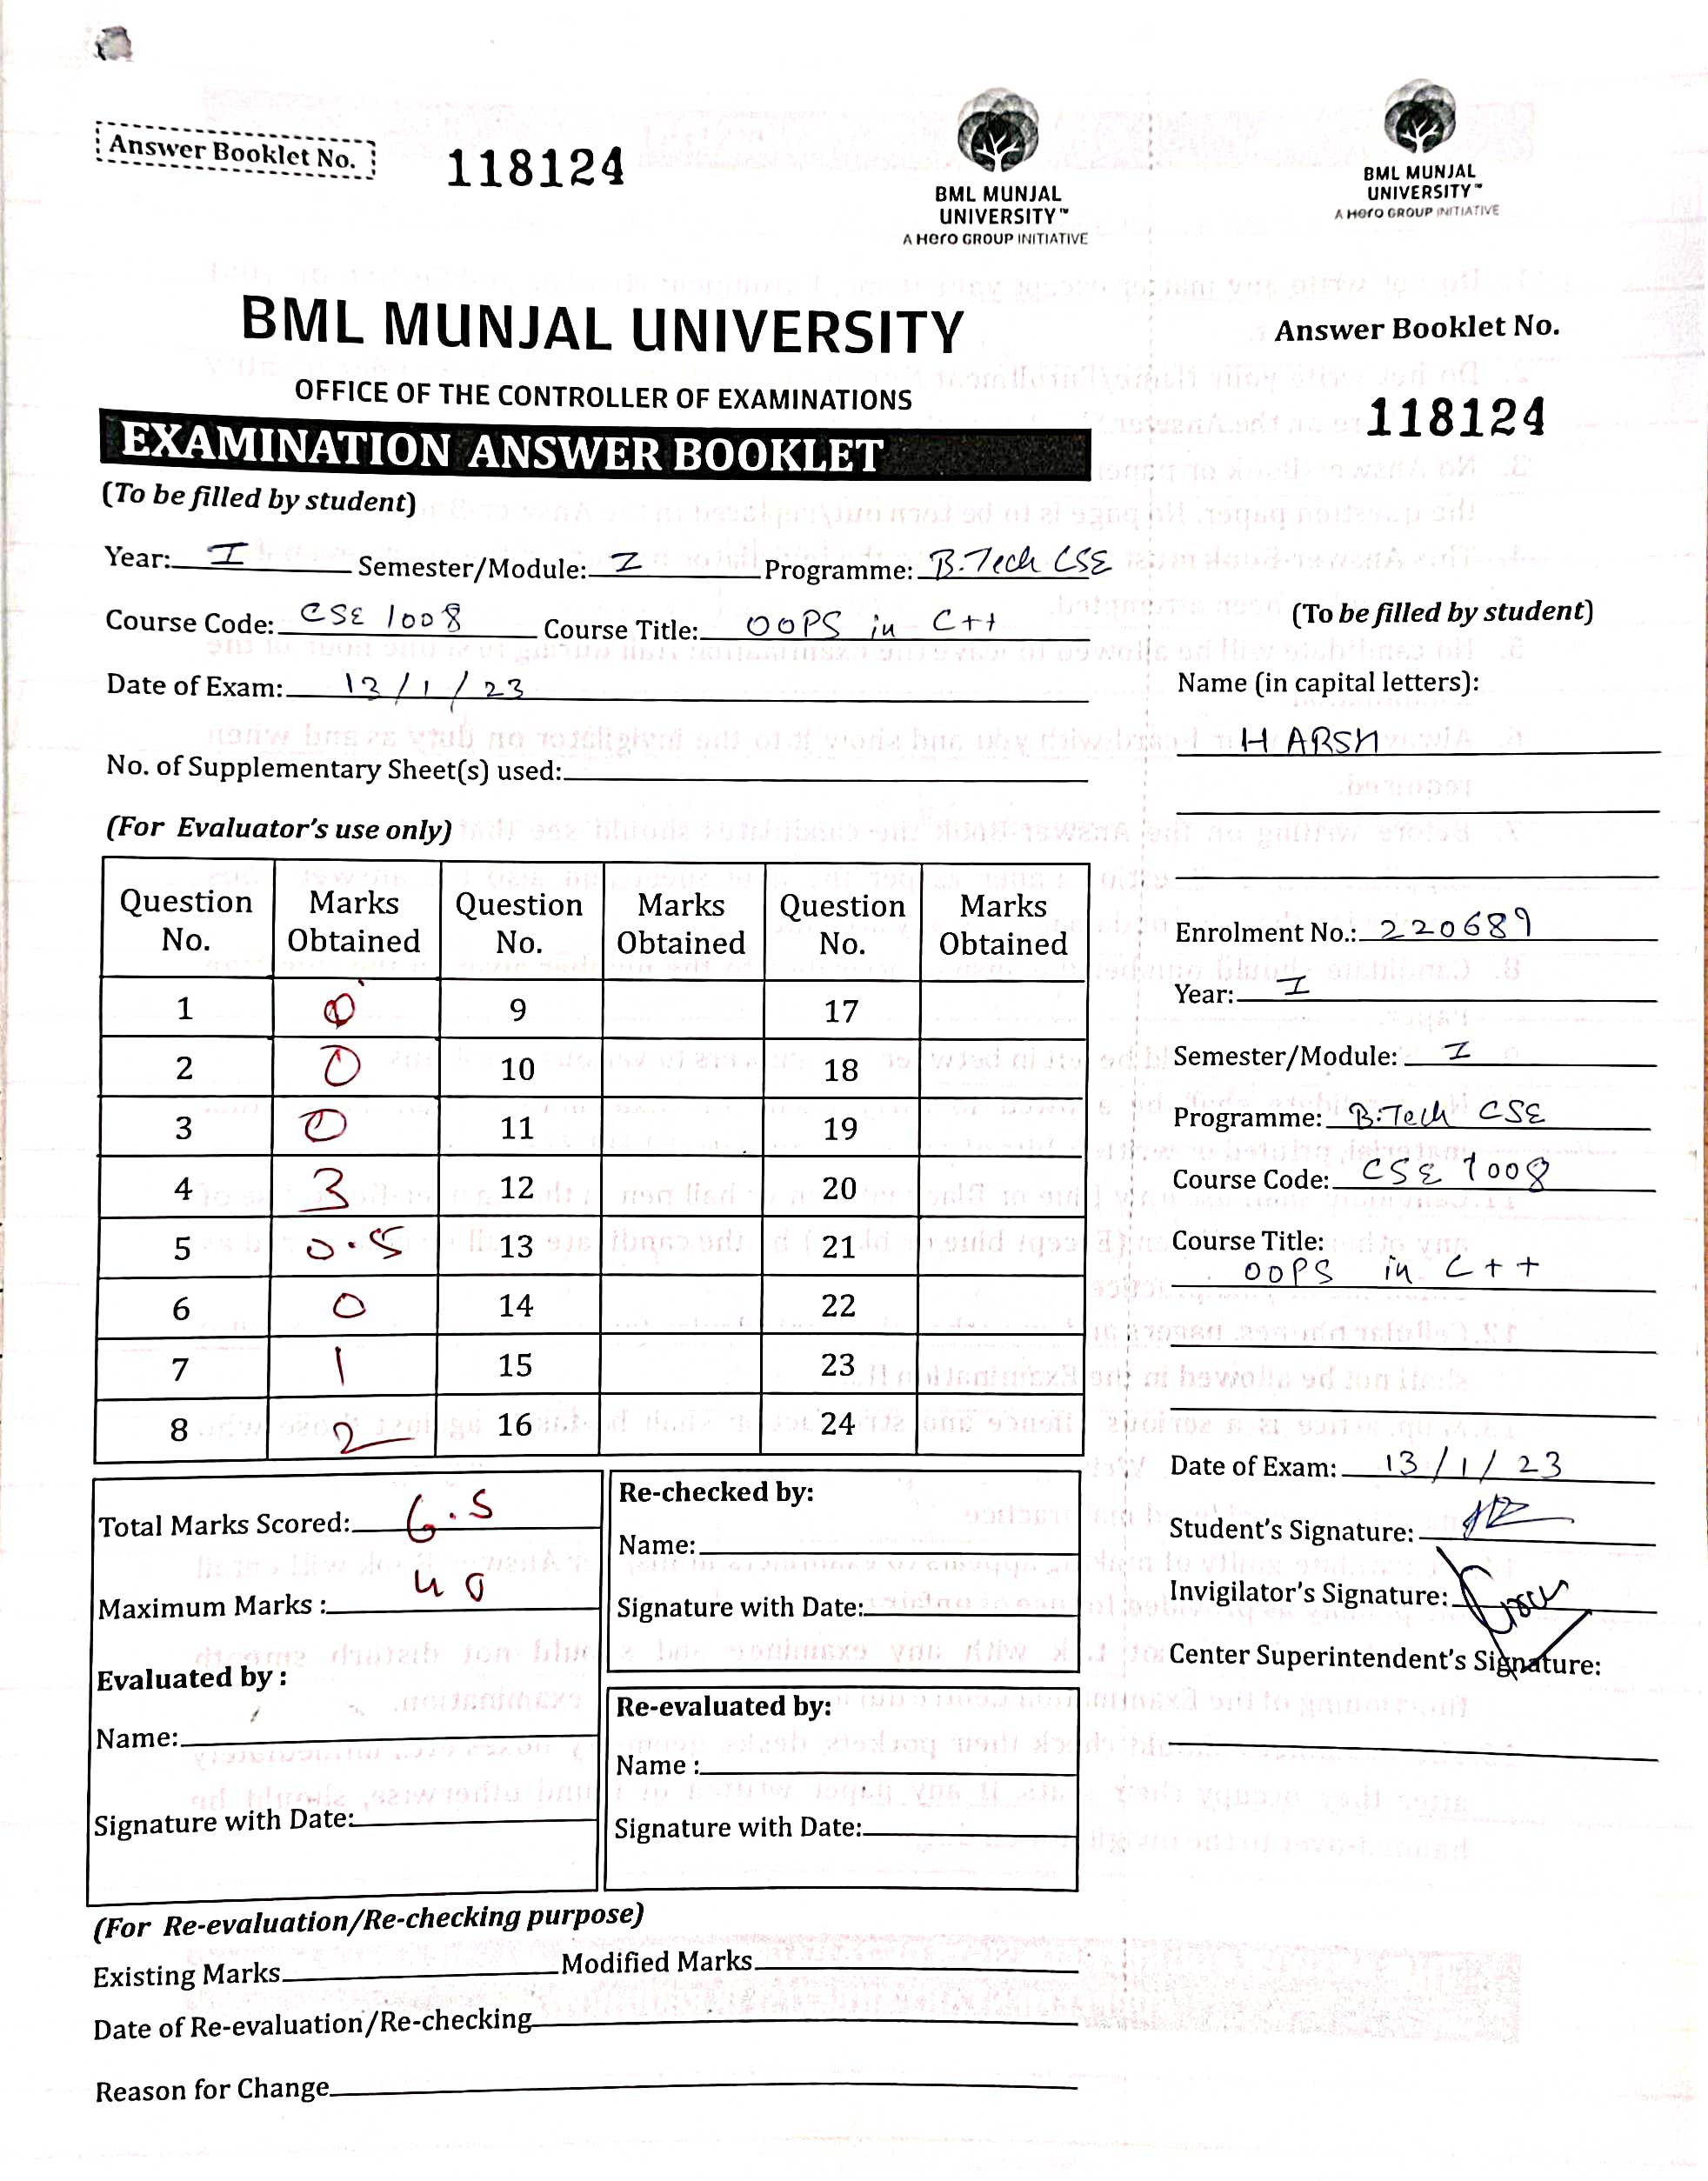 Answer Booklet No. 118124
BML MUNJAL
UNIVERSITY™
A Hero GROUP INITIATIVE
BML MUNJAL UNIVERSITY
OFFICE OF THE CONTROLLER OF EXAMINATIONS
EXAMINATION ANSWER BOOKLET
(To be filled by student)
Year: I Semester/Module: I Programme: B.Tech CSE
Course Code: CSE 1008 Course Title: OOPS in C++
Date of Exam: 13/1/23
No. of Supplementary Sheet(s) used:
(For Evaluator's use only)
Question No. Marks Obtained Question No. Marks Obtained Question No. Marks Obtained
1 0 9 17
2 0 10 18
3 0 11 19
4 3 12 20
5 0.5 13 21
6 0 14 22
7 1 15 23
8 2 16 24
Total Marks Scored: 6.5
Maximum Marks : 40
Evaluated by :
Name:
Signature with Date:
Re-checked by:
Name:
Signature with Date:
Re-evaluated by:
Name :
Signature with Date:
(For Re-evaluation/Re-checking purpose)
Existing Marks Modified Marks
Date of Re-evaluation/Re-checking
Reason for Change
BML MUNJAL
UNIVERSITY™
A Hero GROUP INITIATIVE
Answer Booklet No.
118124
(To be filled by student)
Name (in capital letters):
HARSH
Enrolment No.: 220689
Year: I
Semester/Module: I
Programme: B.Tech CSE
Course Code: CSE 1008
Course Title:
OOPS in C++
Date of Exam: 13/1/23
Student's Signature:
Invigilator's Signature:
Center Superintendent's Signature: